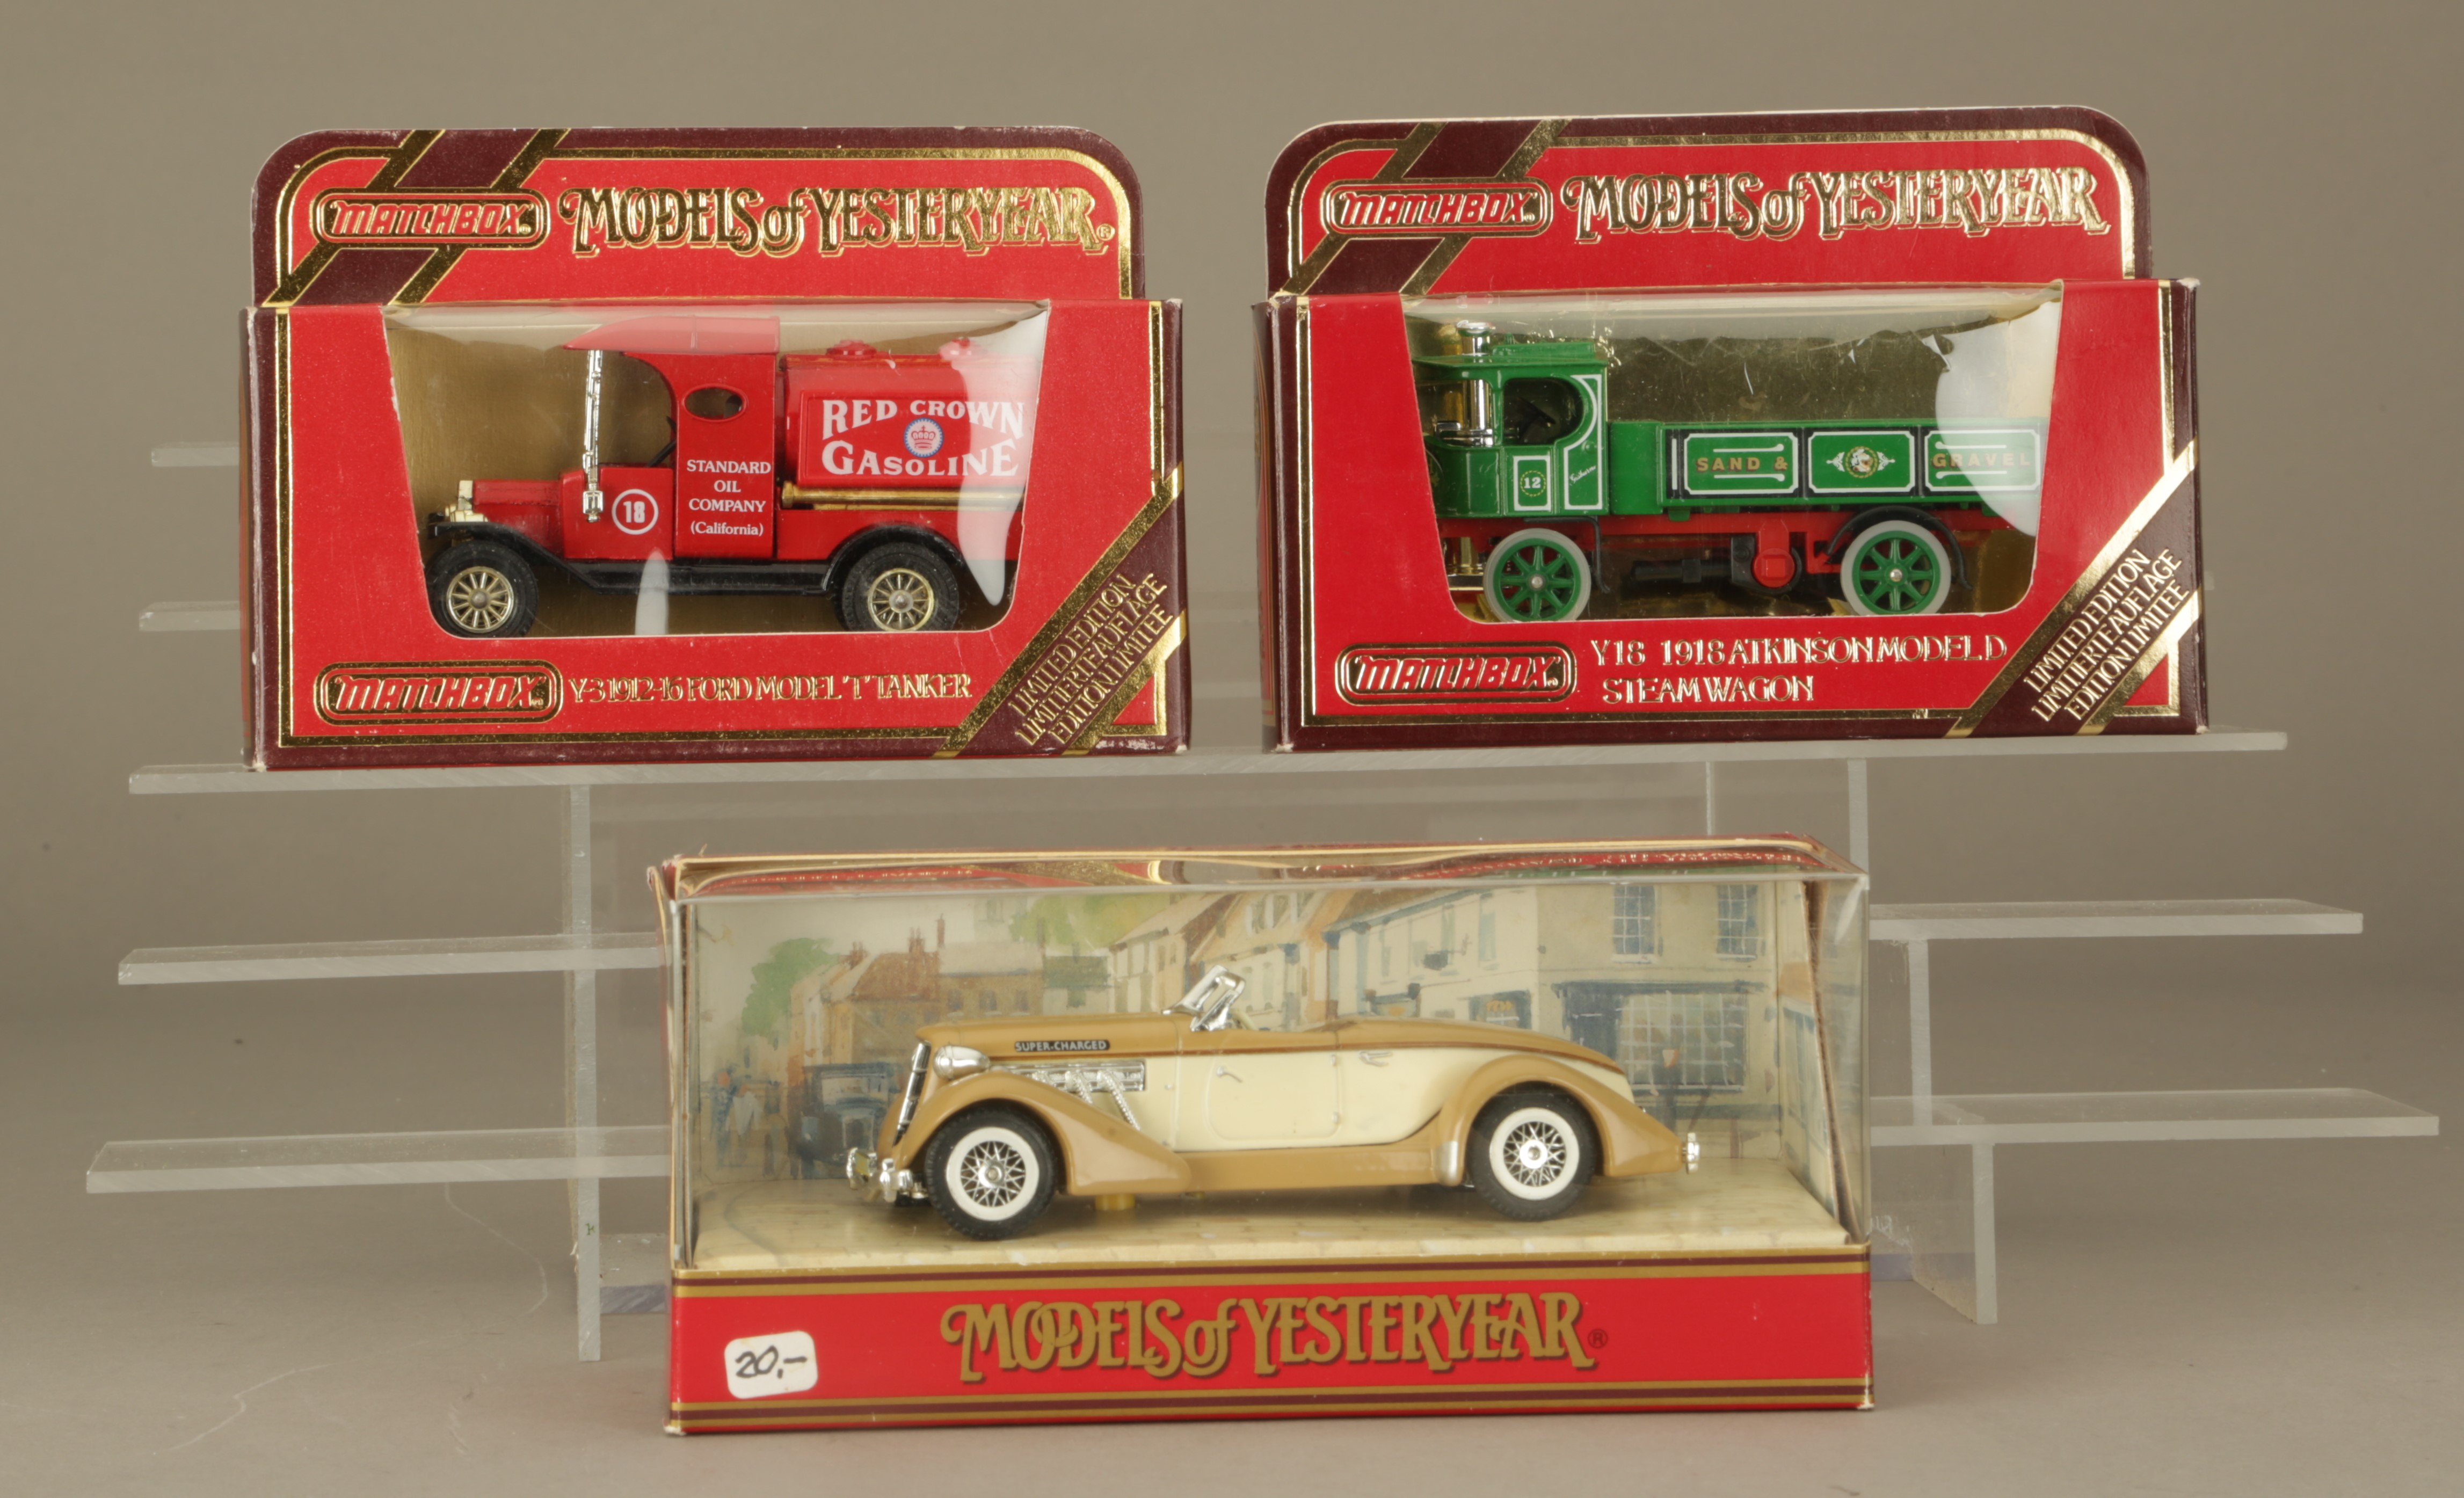 MATCHBOX® MODELS of YESTERYEAR®
RED CROWN
GASOLINE
STANDARD
OIL
COMPANY
(California)
18
MATCHBOX® Y-3 1912-16 FORD MODEL 'T' TANKER
LIMITED EDITION
LIMITIERTE AUFLAGE
EDITION LIMITEE
MATCHBOX® MODELS of YESTERYEAR
SAND & GRAVEL
12
MATCHBOX® Y18 1918 ATKINSON MODEL D
STEAM WAGON
LIMITED EDITION
LIMITIERTE AUFLAGE
EDITION LIMITEE
SUPER-CHARGED
MODELS of YESTERYEAR®
20,-